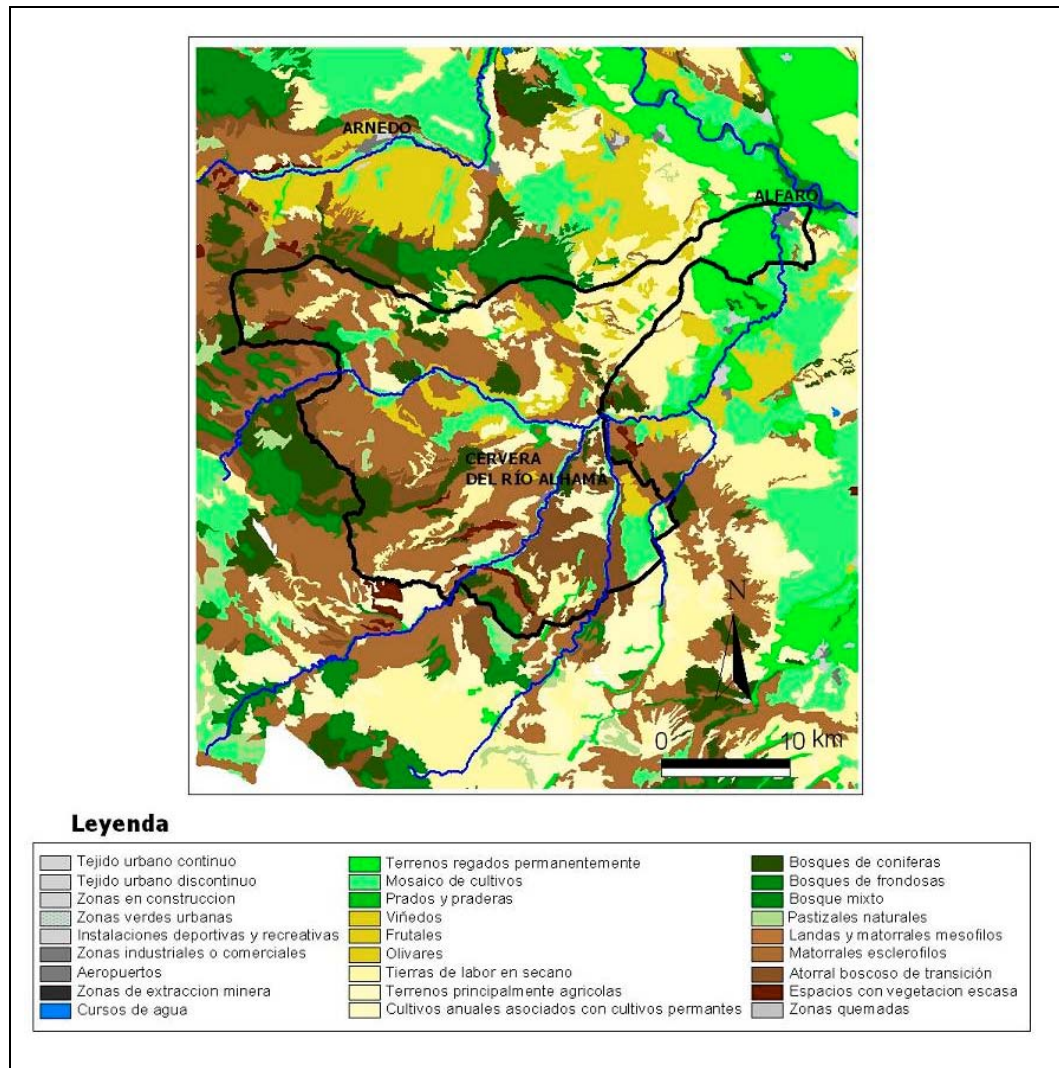 ARNEDO
ALFARO
CERVERA
DEL RÍO ALHAMA
N
0 10 km
Leyenda
Tejido urbano continuo
Tejido urbano discontinuo
Zonas en construccion
Zonas verdes urbanas
Instalaciones deportivas y recreativas
Zonas industriales o comerciales
Aeropuertos
Zonas de extraccion minera
Cursos de agua
Terrenos regados permanentemente
Mosaico de cultivos
Prados y praderas
Viñedos
Frutales
Olivares
Tierras de labor en secano
Terrenos principalmente agricolas
Cultivos anuales asociados con cultivos permantes
Bosques de coniferas
Bosques de frondosas
Bosque mixto
Pastizales naturales
Landas y matorrales mesofilos
Matorrales esclerofilos
Atorral boscoso de transición
Espacios con vegetacion escasa
Zonas quemadas